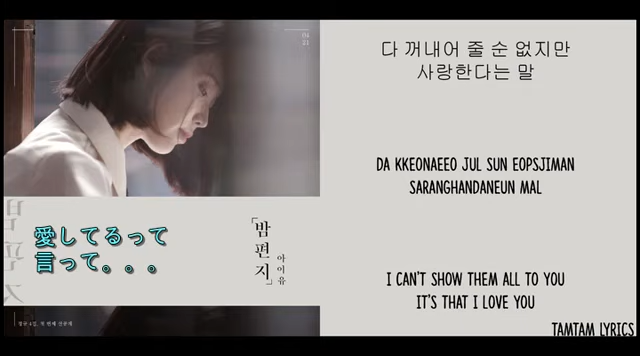 다 꺼내어 줄 순 없지만
사랑한다는 말
DA KKEONAEEO JUL SUN EOPSJIMAN
SARANGHANDANEUN MAL
I CAN'T SHOW THEM ALL TO YOU
IT'S THAT I LOVE YOU
TAMTAM LYRICS
04
21
愛してるって
言って。。。
「밤편지」
아이유